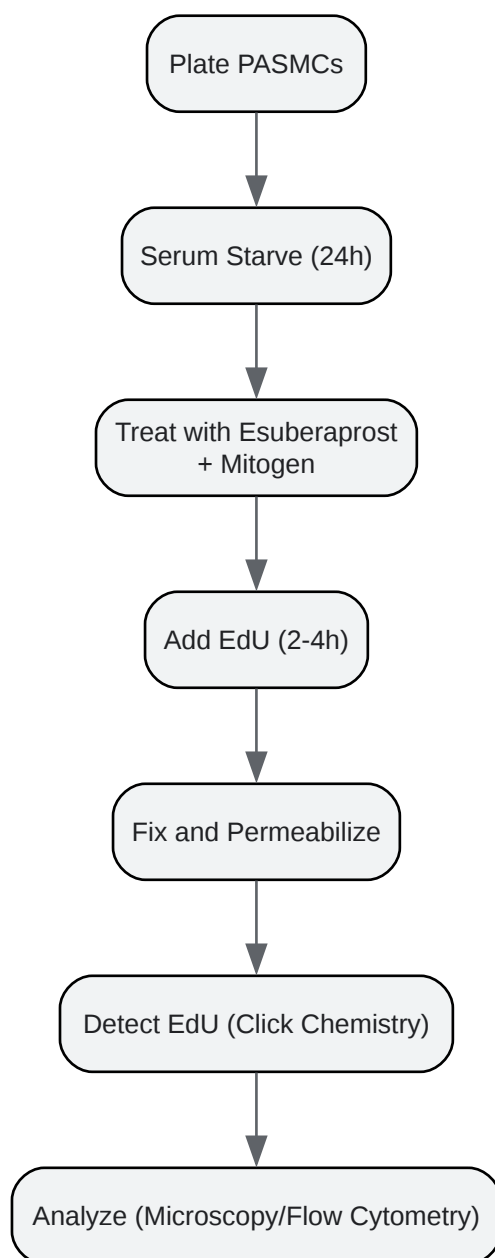 Plate PASMCs
Serum Starve (24h)
Treat with Esuberaprost
+ Mitogen
Add EdU (2-4h)
Fix and Permeabilize
Detect EdU (Click Chemistry)
Analyze (Microscopy/Flow Cytometry)